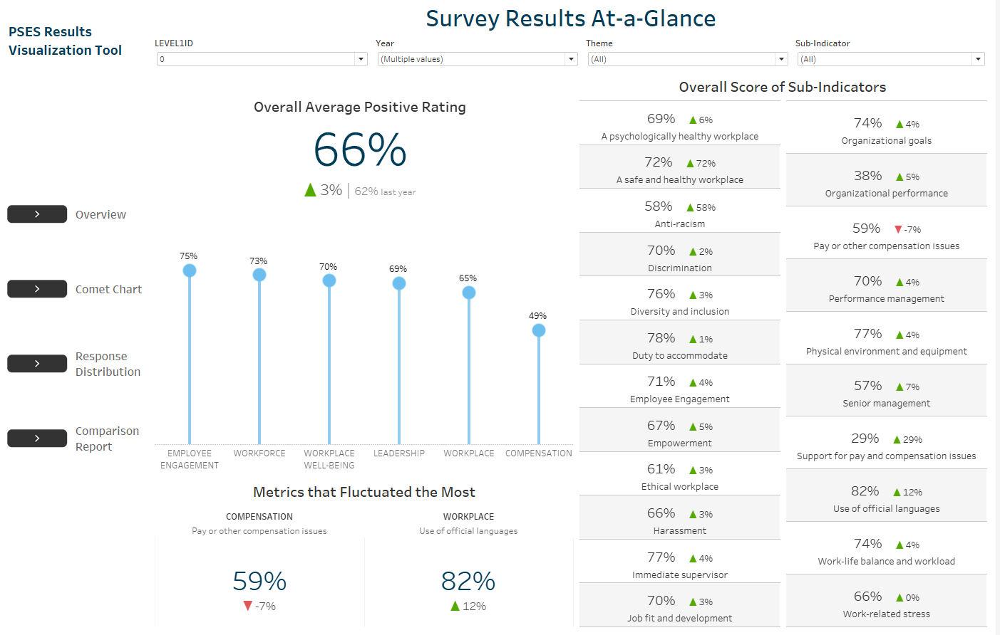 Survey Results At-a-Glance
PSES Results
Visualization Tool
LEVEL1ID
0
Year
(Multiple values)
Theme
(All)
Sub-Indicator
(All)
Overview
Comet Chart
Response
Distribution
Comparison
Report
Overall Average Positive Rating
66%
▲ 3% | 62% last year
75%
73%
70%
69%
65%
49%
EMPLOYEE
ENGAGEMENT
WORKFORCE
WORKPLACE
WELL-BEING
LEADERSHIP
WORKPLACE
COMPENSATION
Metrics that Fluctuated the Most
COMPENSATION
Pay or other compensation issues
59%
▼ -7%
WORKPLACE
Use of official languages
82%
▲ 12%
Overall Score of Sub-Indicators
69% ▲ 6%
A psychologically healthy workplace
72% ▲ 72%
A safe and healthy workplace
58% ▲ 58%
Anti-racism
70% ▲ 2%
Discrimination
76% ▲ 3%
Diversity and inclusion
78% ▲ 1%
Duty to accommodate
71% ▲ 4%
Employee Engagement
67% ▲ 5%
Empowerment
61% ▲ 3%
Ethical workplace
66% ▲ 3%
Harassment
77% ▲ 4%
Immediate supervisor
70% ▲ 3%
Job fit and development
74% ▲ 4%
Organizational goals
38% ▲ 5%
Organizational performance
59% ▼ -7%
Pay or other compensation issues
70% ▲ 4%
Performance management
77% ▲ 4%
Physical environment and equipment
57% ▲ 7%
Senior management
29% ▲ 29%
Support for pay and compensation issues
82% ▲ 12%
Use of official languages
74% ▲ 4%
Work-life balance and workload
66% ▲ 0%
Work-related stress